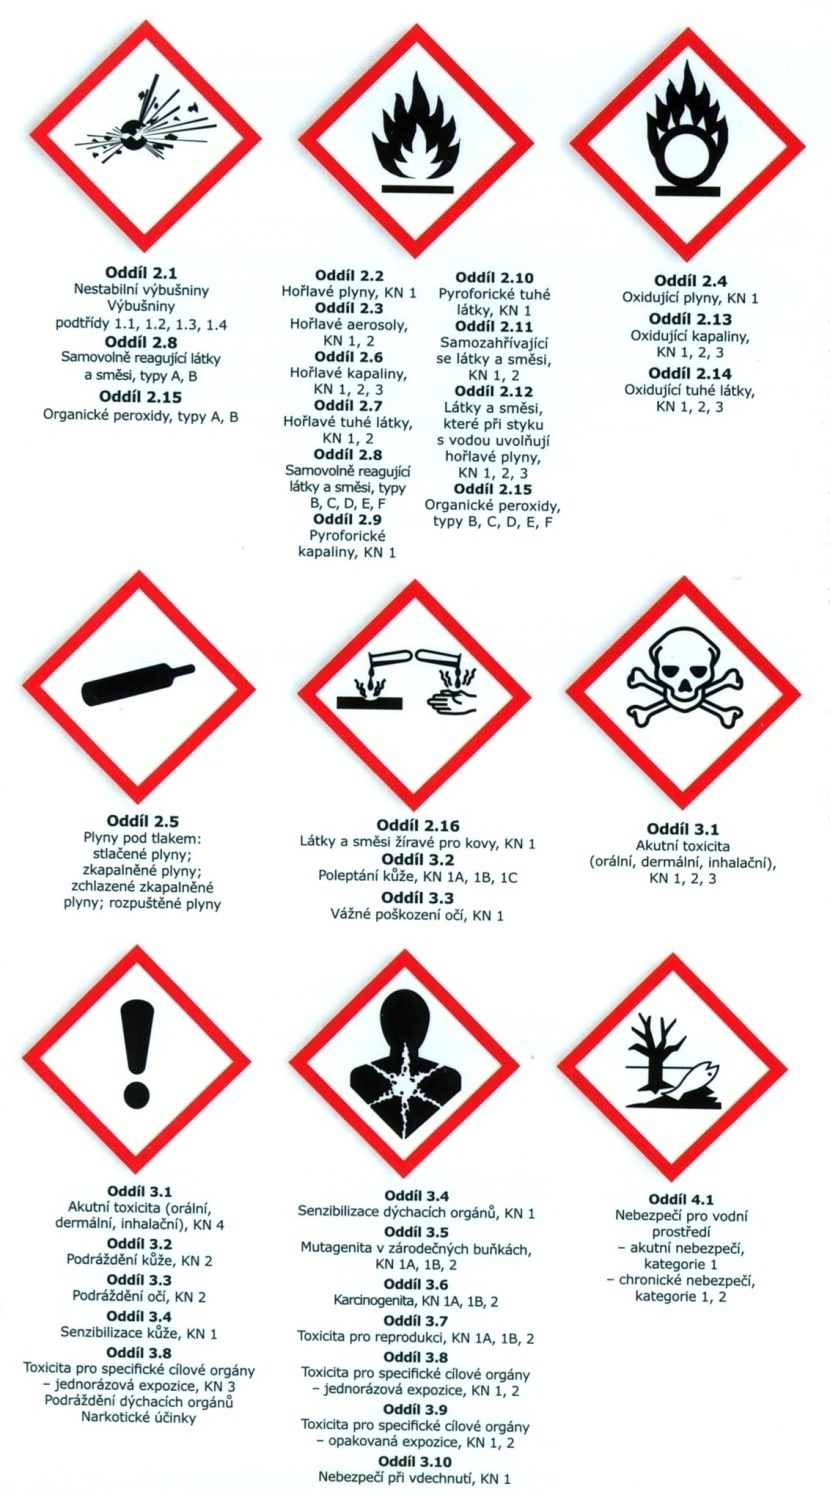 Oddíl 2.1
Nestabilní výbušniny
Výbušniny
podtřídy 1.1, 1.2, 1.3, 1.4
Oddíl 2.8
Samovolně reagující látky
a směsi, typy A, B
Oddíl 2.15
Organické peroxidy, typy A, B
Oddíl 2.2
Hořlavé plyny, KN 1
Oddíl 2.3
Hořlavé aerosoly,
KN 1, 2
Oddíl 2.6
Hořlavé kapaliny,
KN 1, 2, 3
Oddíl 2.7
Hořlavé tuhé látky,
KN 1, 2
Oddíl 2.8
Samovolně reagující
látky a směsi, typy
B, C, D, E, F
Oddíl 2.9
Pyroforické
kapaliny, KN 1
Oddíl 2.10
Pyroforické tuhé
látky, KN 1
Oddíl 2.11
Samozahřívající
se látky a směsi,
KN 1, 2
Oddíl 2.12
Látky a směsi,
které při styku
s vodou uvolňují
hořlavé plyny,
KN 1, 2, 3
Oddíl 2.15
Organické peroxidy,
typy B, C, D, E, F
Oddíl 2.4
Oxidující plyny, KN 1
Oddíl 2.13
Oxidující kapaliny,
KN 1, 2, 3
Oddíl 2.14
Oxidující tuhé látky,
KN 1, 2, 3
Oddíl 2.5
Plyny pod tlakem:
stlačené plyny;
zkapalněné plyny;
zchlazené zkapalněné
plyny; rozpuštěné plyny
Oddíl 2.16
Látky a směsi žíravé pro kovy, KN 1
Oddíl 3.2
Poleptání kůže, KN 1A, 1B, 1C
Oddíl 3.3
Vážné poškození očí, KN 1
Oddíl 3.1
Akutní toxicita
(orální, dermální, inhalační),
KN 1, 2, 3
Oddíl 3.1
Akutní toxicita (orální,
dermální, inhalační), KN 4
Oddíl 3.2
Podráždění kůže, KN 2
Oddíl 3.3
Podráždění očí, KN 2
Oddíl 3.4
Senzibilizace kůže, KN 1
Oddíl 3.8
Toxicita pro specifické cílové orgány
– jednorázová expozice, KN 3
Podráždění dýchacích orgánů
Narkotické účinky
Oddíl 3.4
Senzibilizace dýchacích orgánů, KN 1
Oddíl 3.5
Mutagenita v zárodečných buňkách,
KN 1A, 1B, 2
Oddíl 3.6
Karcinogenita, KN 1A, 1B, 2
Oddíl 3.7
Toxicita pro reprodukci, KN 1A, 1B, 2
Oddíl 3.8
Toxicita pro specifické cílové orgány
– jednorázová expozice, KN 1, 2
Oddíl 3.9
Toxicita pro specifické cílové orgány
– opakovaná expozice, KN 1, 2
Oddíl 3.10
Nebezpečí při vdechnutí, KN 1
Oddíl 4.1
Nebezpečí pro vodní
prostředí
– akutní nebezpečí,
kategorie 1
– chronické nebezpečí,
kategorie 1, 2